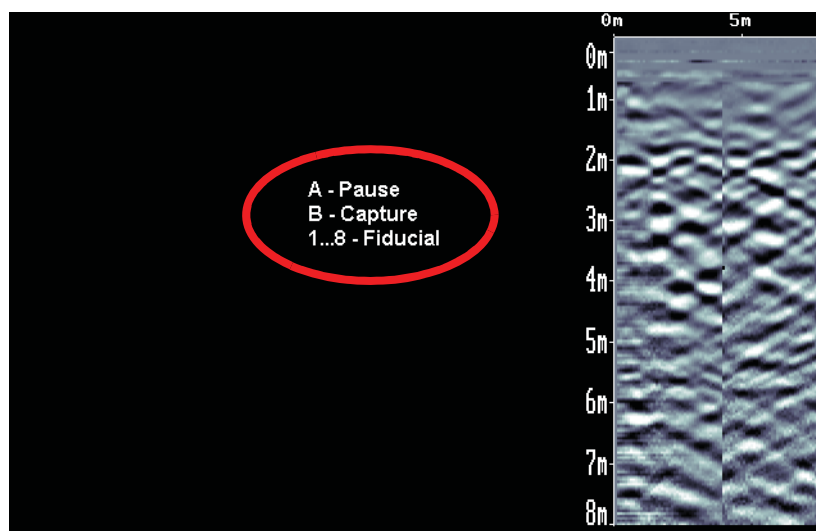 0m 5m
0m
1m
A - Pause
2m
B - Capture
3m
1...8 - Fiducial
4m
5m
6m
7m
8m